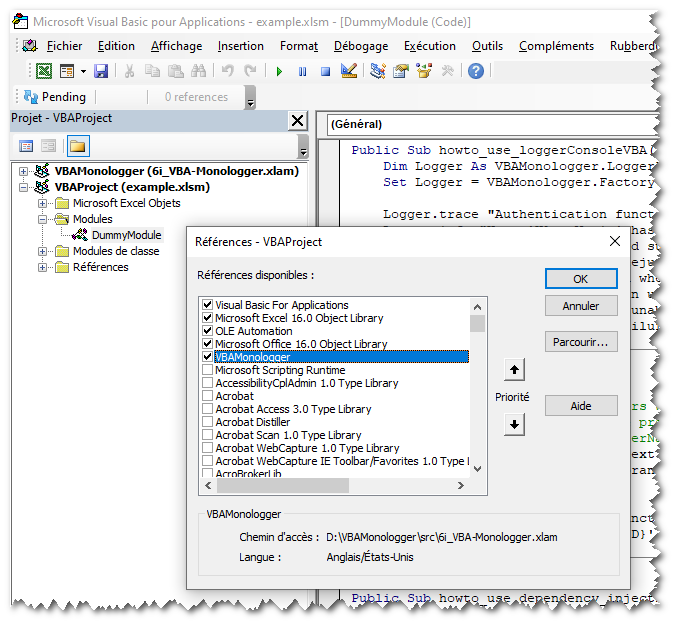 Microsoft Visual Basic pour Applications - example.xlsm - [DummyModule (Code)]
Fichier Edition Affichage Insertion Format Débogage Exécution Outils Compléments Rubberd
Pending 0 references
Projet - VBAProject
VBAMonologger (6i_VBA-Monologger.xlam)
VBAProject (example.xlsm)
Microsoft Excel Objets
Modules
DummyModule
Modules de classe
Références
(Général)
Public Sub howto_use_loggerConsoleVBA(
Dim Logger As VBAMonologger.Logger
Set Logger = VBAMonologger.Factory
Logger.trace "Authentication funct
Références - VBAProject
Références disponibles :
Visual Basic For Applications
Microsoft Excel 16.0 Object Library
OLE Automation
Microsoft Office 16.0 Object Library
VBAMonologger
Microsoft Scripting Runtime
AccessibilityCplAdmin 1.0 Type Library
Acrobat
Acrobat Access 3.0 Type Library
Acrobat Distiller
Acrobat Scan 1.0 Type Library
Acrobat WebCapture 1.0 Type Library
Acrobat WebCapture IE Toolbar/Favorites 1.0 Type
AcroBrokerLib
OK
Annuler
Parcourir...
Priorité
Aide
VBAMonologger
Chemin d'accès : D:\VBAMonologger\src\6i_VBA-Monologger.xlam
Langue : Anglais/États-Unis
Public Sub howto_use_dependency_inject